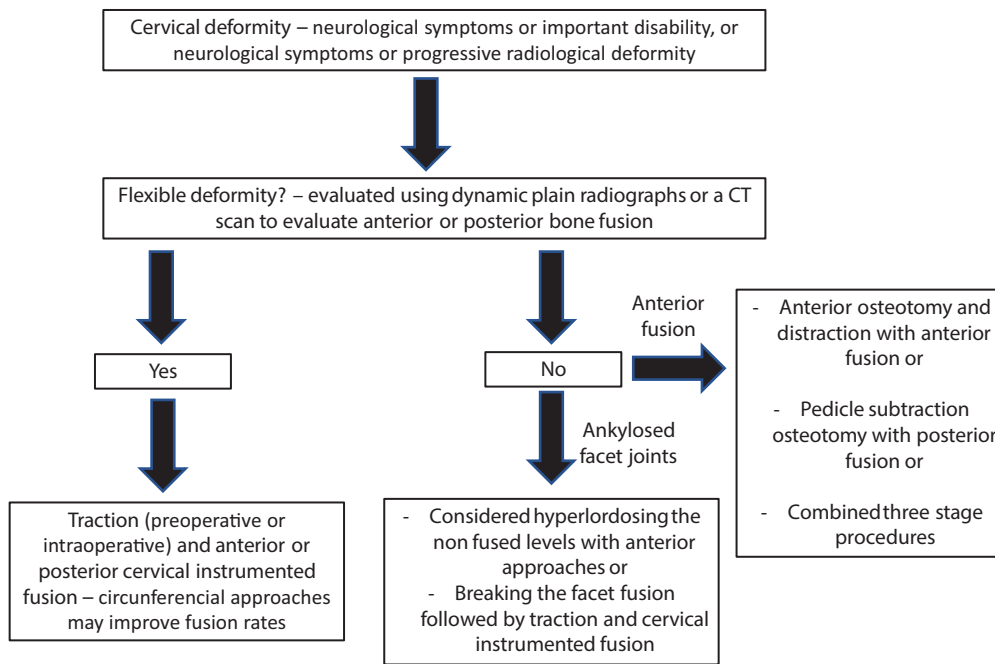 Cervical deformity – neurological symptoms or important disability, or
neurological symptoms or progressive radiological deformity
Flexible deformity? – evaluated using dynamic plain radiographs or a CT
scan to evaluate anterior or posterior bone fusion
Yes
No
Anterior
fusion
- Anterior osteotomy and
distraction with anterior
fusion or
- Pedicle subtraction
osteotomy with posterior
fusion or
- Combined three stage
procedures
Ankylosed
facet joints
Traction (preoperative or
intraoperative) and anterior or
posterior cervical instrumented
fusion – circunferencial approaches
may improve fusion rates
- Considered hyperlordosing the
non fused levels with anterior
approaches or
- Breaking the facet fusion
followed by traction and cervical
instrumented fusion